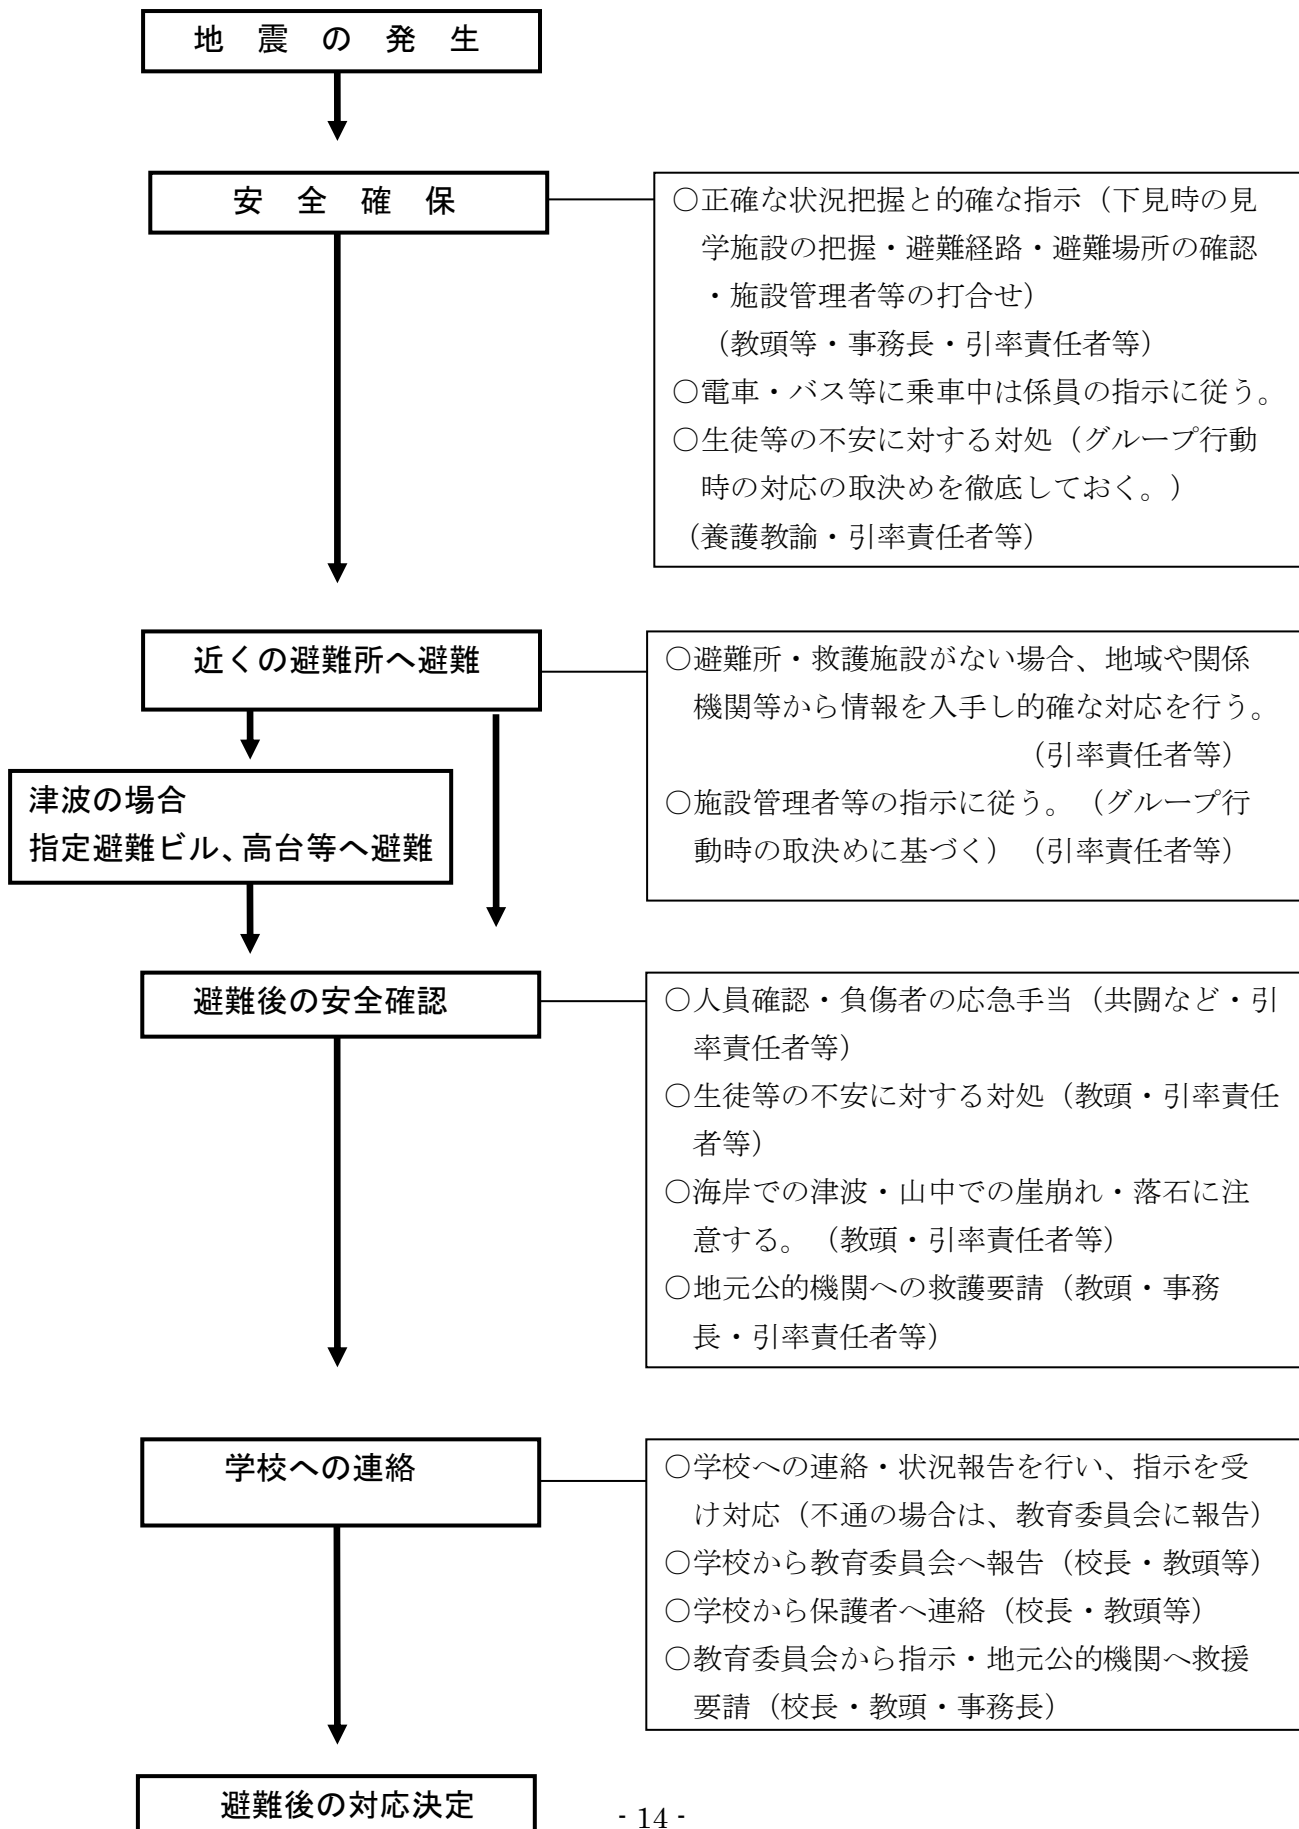 地　震　の　発　生
安　全　確　保
○正確な状況把握と的確な指示（下見時の見
学施設の把握・避難経路・避難場所の確認
・施設管理者等の打合せ）
（教頭等・事務長・引率責任者等）
○電車・バス等に乗車中は係員の指示に従う。
○生徒等の不安に対する対処（グループ行動
時の対応の取決めを徹底しておく。）
（養護教諭・引率責任者等）
近くの避難所へ避難
○避難所・救護施設がない場合、地域や関係
機関等から情報を入手し的確な対応を行う。
（引率責任者等）
○施設管理者等の指示に従う。（グループ行
動時の取決めに基づく）（引率責任者等）
津波の場合
指定避難ビル、高台等へ避難
避難後の安全確認
○人員確認・負傷者の応急手当（共闘など・引
率責任者等）
○生徒等の不安に対する対処（教頭・引率責任
者等）
○海岸での津波・山中での崖崩れ・落石に注
意する。（教頭・引率責任者等）
○地元公的機関への救護要請（教頭・事務
長・引率責任者等）
学校への連絡
○学校への連絡・状況報告を行い、指示を受
け対応（不通の場合は、教育委員会に報告）
○学校から教育委員会へ報告（校長・教頭等）
○学校から保護者へ連絡（校長・教頭等）
○教育委員会から指示・地元公的機関へ救援
要請（校長・教頭・事務長）
避難後の対応決定
- 14 -